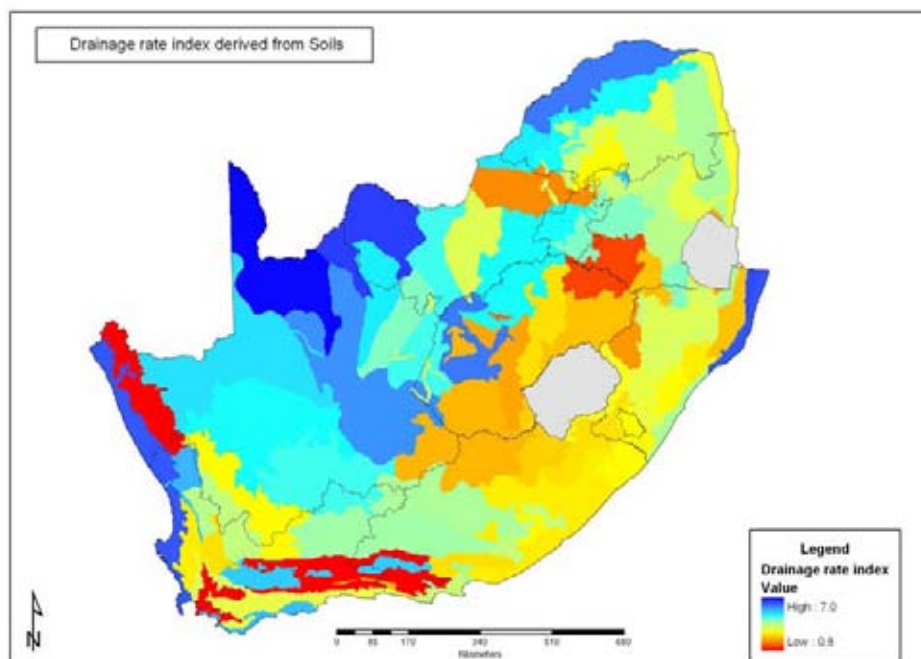 Drainage rate index derived from Soils
Legend
Drainage rate index
Value
High : 7.0
Low : 0.8
0 85 170 340 510 680
Kilometers
N